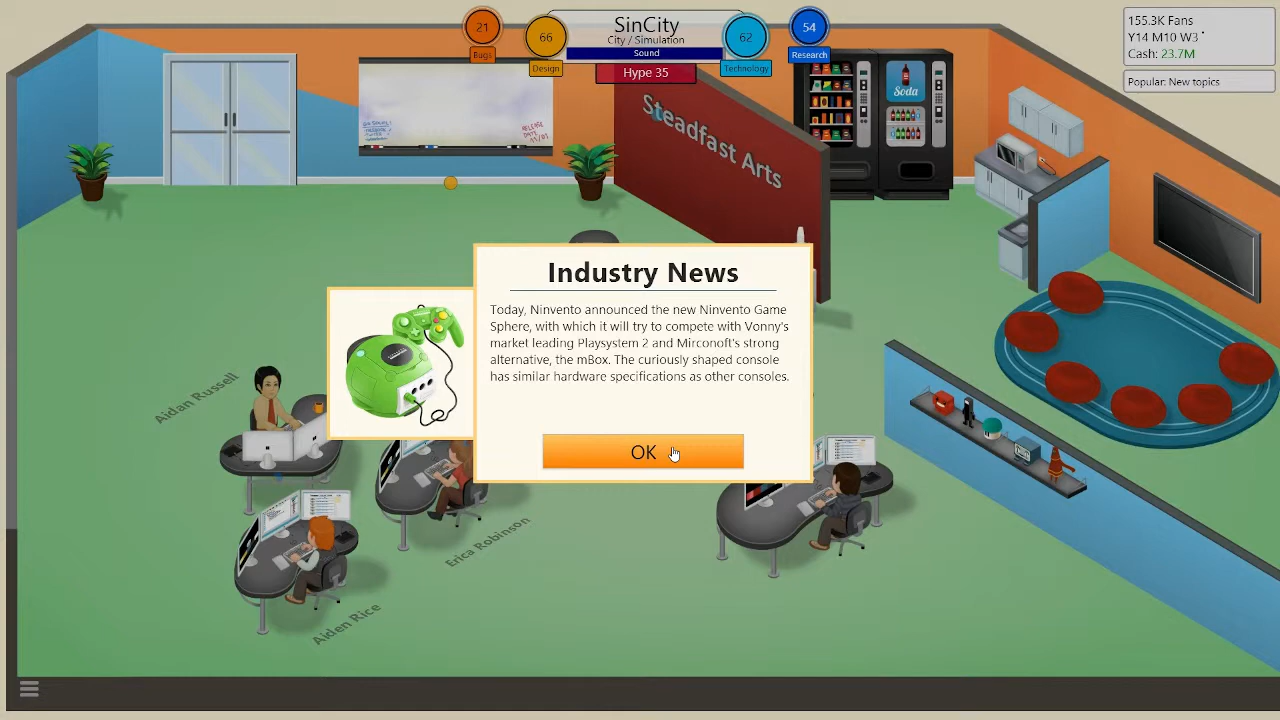 21
Bugs
66
Design
SinCity
City / Simulation
Sound
Hype 35
62
Technology
54
Research
155.3K Fans
Y14 M10 W3
Cash: 23.7M
Popular: New topics
Soda
RELEASE
DATE
Steadfast Arts
Industry News
Today, Ninvento announced the new Ninvento Game
Sphere, with which it will try to compete with Vonny's
market leading Playsystem 2 and Mirconoft's strong
alternative, the mBox. The curiously shaped console
has similar hardware specifications as other consoles.
OK
Aidan Russell
Erica Robinson
Aiden Rice